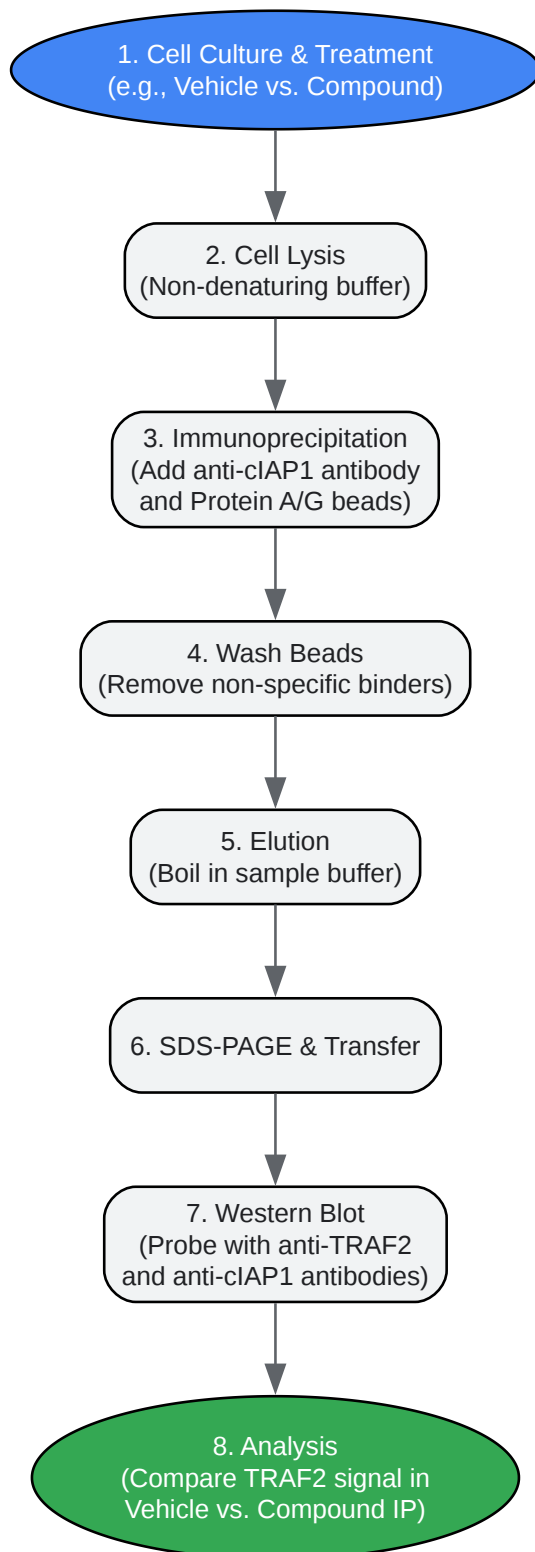 1. Cell Culture & Treatment
(e.g., Vehicle vs. Compound)
2. Cell Lysis
(Non-denaturing buffer)
3. Immunoprecipitation
(Add anti-cIAP1 antibody
and Protein A/G beads)
4. Wash Beads
(Remove non-specific binders)
5. Elution
(Boil in sample buffer)
6. SDS-PAGE & Transfer
7. Western Blot
(Probe with anti-TRAF2
and anti-cIAP1 antibodies)
8. Analysis
(Compare TRAF2 signal in
Vehicle vs. Compound IP)